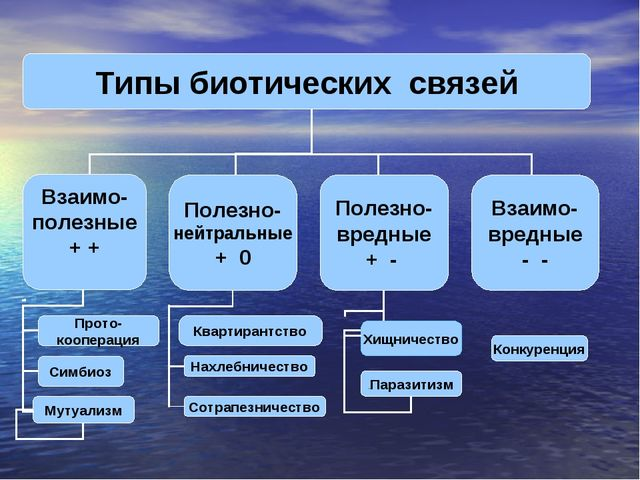 Типы биотических связей
Взаимо-
полезные
+ +
Полезно-
нейтральные
+ 0
Полезно-
вредные
+ -
Взаимо-
вредные
- -
Прото-
кооперация
Симбиоз
Мутуализм
Квартирантство
Нахлебничество
Сотрапезничество
Хищничество
Паразитизм
Конкуренция